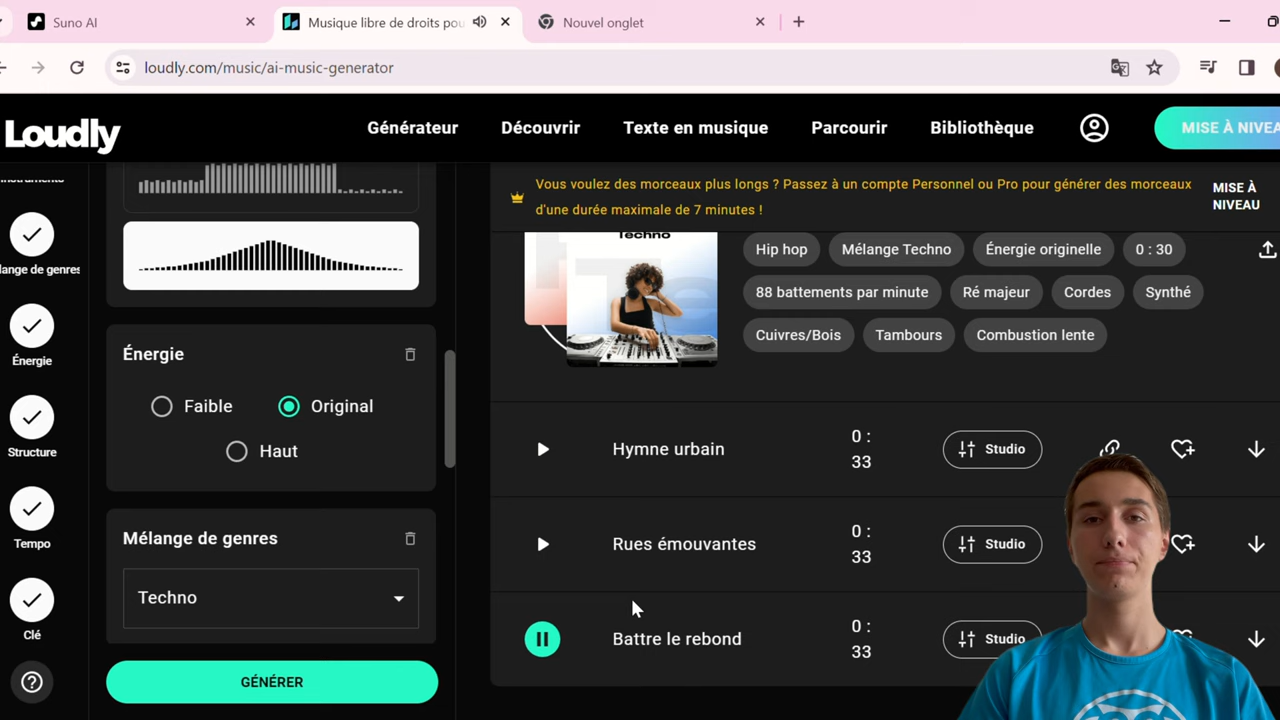 Suno AI
Musique libre de droits pou
Nouvel onglet
loudly.com/music/ai-music-generator
Loudly
Générateur
Découvrir
Texte en musique
Parcourir
Bibliothèque
MISE À NIVEA
Vous voulez des morceaux plus longs ? Passez à un compte Personnel ou Pro pour générer des morceaux
d'une durée maximale de 7 minutes !
MISE À
NIVEAU
lange de genres
Énergie
Structure
Tempo
Clé
Énergie
Faible
Original
Haut
Mélange de genres
Techno
GÉNÉRER
Techno
Hip hop
Mélange Techno
Énergie originelle
0 : 30
88 battements par minute
Ré majeur
Cordes
Synthé
Cuivres/Bois
Tambours
Combustion lente
Hymne urbain
0 :
33
Studio
Rues émouvantes
0 :
33
Studio
Battre le rebond
0 :
33
Studio